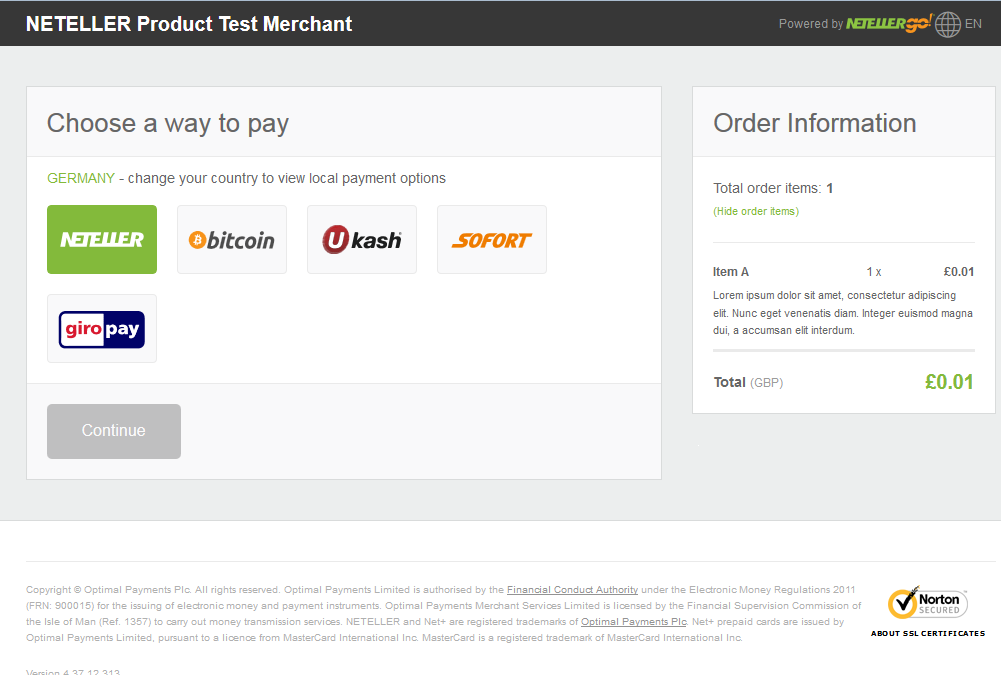 NETELLER Product Test Merchant
Powered by NETELLERgo! EN
Choose a way to pay
GERMANY - change your country to view local payment options
NETELLER
bitcoin
Ukash
SOFORT
giropay
Continue
Order Information
Total order items: 1
(Hide order items)
Item A 1 x £0.01
Lorem ipsum dolor sit amet, consectetur adipiscing
elit. Nunc eget venenatis diam. Integer euismod magna
dui, a accumsan elit interdum.
Total (GBP) £0.01
Copyright © Optimal Payments Plc. All rights reserved. Optimal Payments Limited is authorised by the Financial Conduct Authority under the Electronic Money Regulations 2011
(FRN: 900015) for the issuing of electronic money and payment instruments. Optimal Payments Merchant Services Limited is licensed by the Financial Supervision Commission of
the Isle of Man (Ref. 1357) to carry out money transmission services. NETELLER and Net+ are registered trademarks of Optimal Payments Plc. Net+ prepaid cards are issued by
Optimal Payments Limited, pursuant to a licence from MasterCard International Inc. MasterCard is a registered trademark of MasterCard International Inc.
Norton
SECURED
ABOUT SSL CERTIFICATES
Version 4.37.12.313